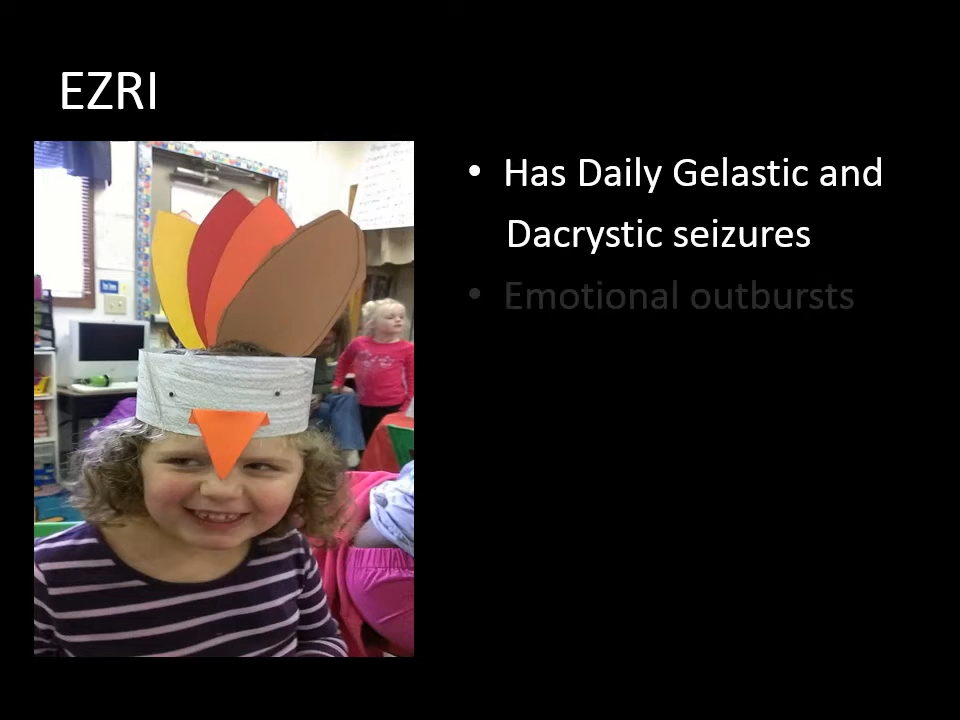 EZRI
• Has Daily Gelastic and
Dacrystic seizures
• Emotional outbursts